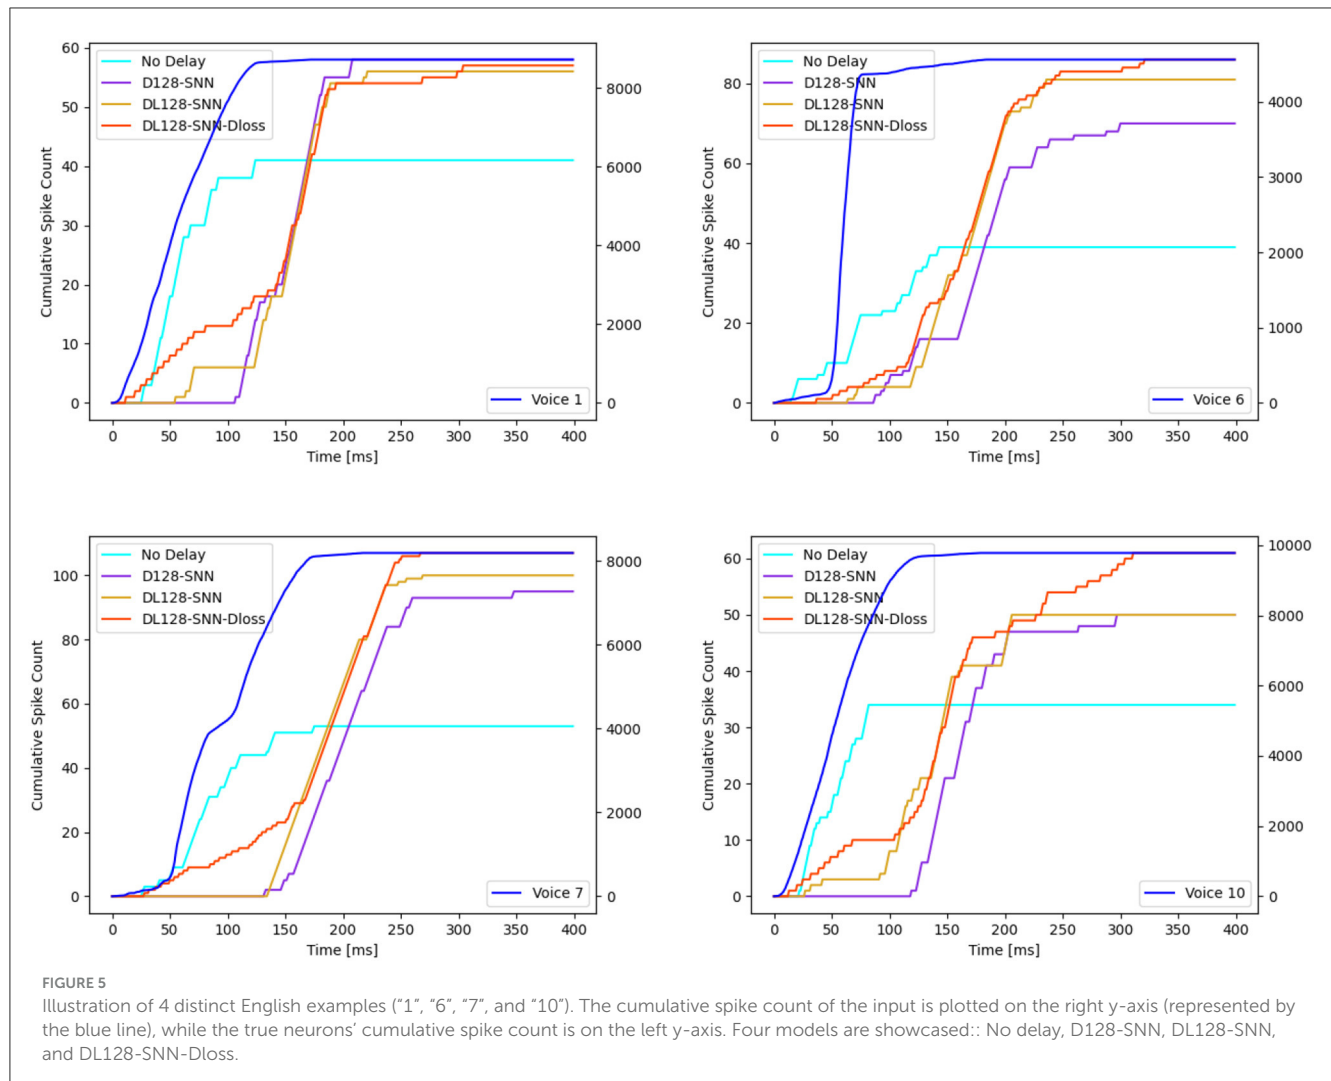 60
50
40
30
20
10
0
Cumulative Spike Count
No Delay
D128-SNN
DL128-SNN
DL128-SNN-Dloss
8000
6000
4000
2000
0
Voice 1
0 50 100 150 200 250 300 350 400
Time [ms]
80
60
40
20
0
Cumulative Spike Count
No Delay
D128-SNN
DL128-SNN
DL128-SNN-Dloss
4000
3000
2000
1000
0
Voice 6
0 50 100 150 200 250 300 350 400
Time [ms]
100
80
60
40
20
0
Cumulative Spike Count
No Delay
D128-SNN
DL128-SNN
DL128-SNN-Dloss
8000
6000
4000
2000
0
Voice 7
0 50 100 150 200 250 300 350 400
Time [ms]
60
50
40
30
20
10
0
Cumulative Spike Count
No Delay
D128-SNN
DL128-SNN
DL128-SNN-Dloss
10000
8000
6000
4000
2000
0
Voice 10
0 50 100 150 200 250 300 350 400
Time [ms]
FIGURE 5
Illustration of 4 distinct English examples (“1”, “6”, “7”, and “10”). The cumulative spike count of the input is plotted on the right y-axis (represented by
the blue line), while the true neurons’ cumulative spike count is on the left y-axis. Four models are showcased:: No delay, D128-SNN, DL128-SNN,
and DL128-SNN-Dloss.